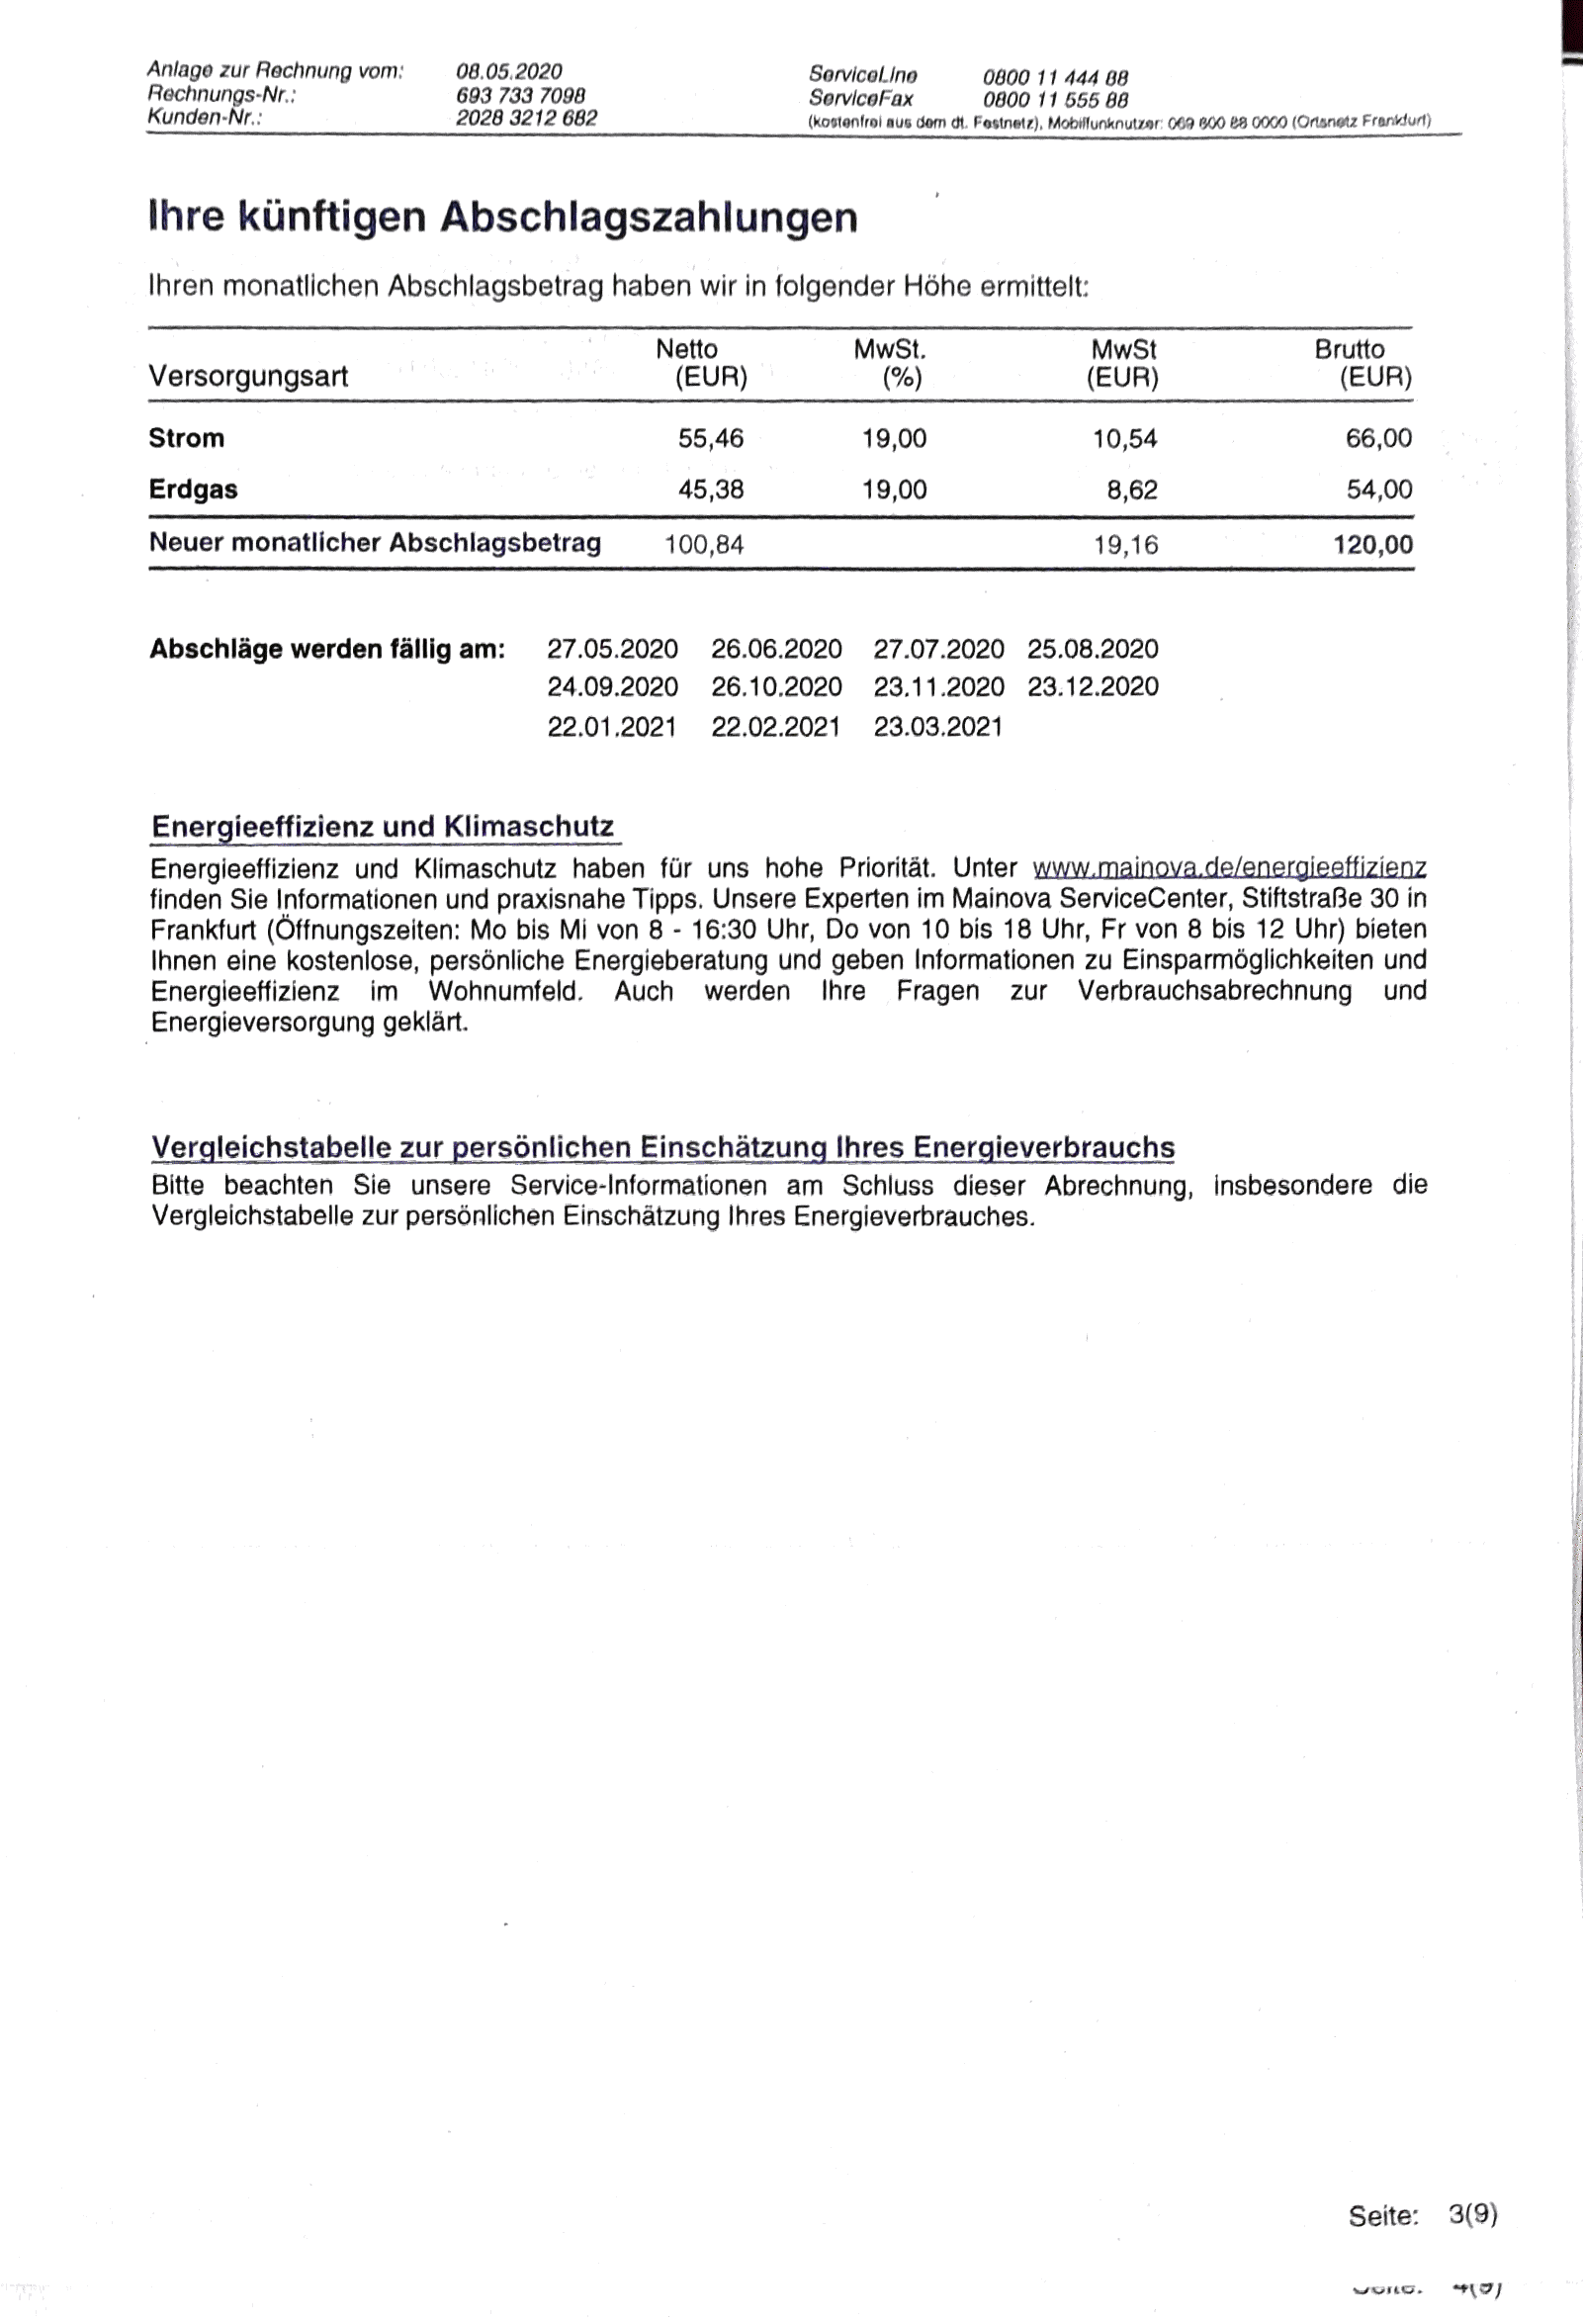 Anlage zur Rechnung vom: 08.05.2020
Rechnungs-Nr.: 693 733 7098
Kunden-Nr.: 2028 3212 682
ServiceLine 0800 11 444 88
ServiceFax 0800 11 555 88
(kostenfrei aus dem dt. Festnetz), Mobilfunknutzer: 069 800 88 0000 (Ortsnetz Frankfurt)
Ihre künftigen Abschlagszahlungen
Ihren monatlichen Abschlagsbetrag haben wir in folgender Höhe ermittelt:
Netto MwSt. MwSt Brutto
Versorgungsart (EUR) (%) (EUR) (EUR)
Strom 55,46 19,00 10,54 66,00
Erdgas 45,38 19,00 8,62 54,00
Neuer monatlicher Abschlagsbetrag 100,84 19,16 120,00
Abschläge werden fällig am: 27.05.2020 26.06.2020 27.07.2020 25.08.2020
24.09.2020 26.10.2020 23.11.2020 23.12.2020
22.01.2021 22.02.2021 23.03.2021
Energieeffizienz und Klimaschutz
Energieeffizienz und Klimaschutz haben für uns hohe Priorität. Unter www.mainova.de/energieeffizienz
finden Sie Informationen und praxisnahe Tipps. Unsere Experten im Mainova ServiceCenter, Stiftstraße 30 in
Frankfurt (Öffnungszeiten: Mo bis Mi von 8 - 16:30 Uhr, Do von 10 bis 18 Uhr, Fr von 8 bis 12 Uhr) bieten
Ihnen eine kostenlose, persönliche Energieberatung und geben Informationen zu Einsparmöglichkeiten und
Energieeffizienz im Wohnumfeld. Auch werden Ihre Fragen zur Verbrauchsabrechnung und
Energieversorgung geklärt.
Vergleichstabelle zur persönlichen Einschätzung Ihres Energieverbrauchs
Bitte beachten Sie unsere Service-Informationen am Schluss dieser Abrechnung, insbesondere die
Vergleichstabelle zur persönlichen Einschätzung Ihres Energieverbrauches.
Seite: 3(9)